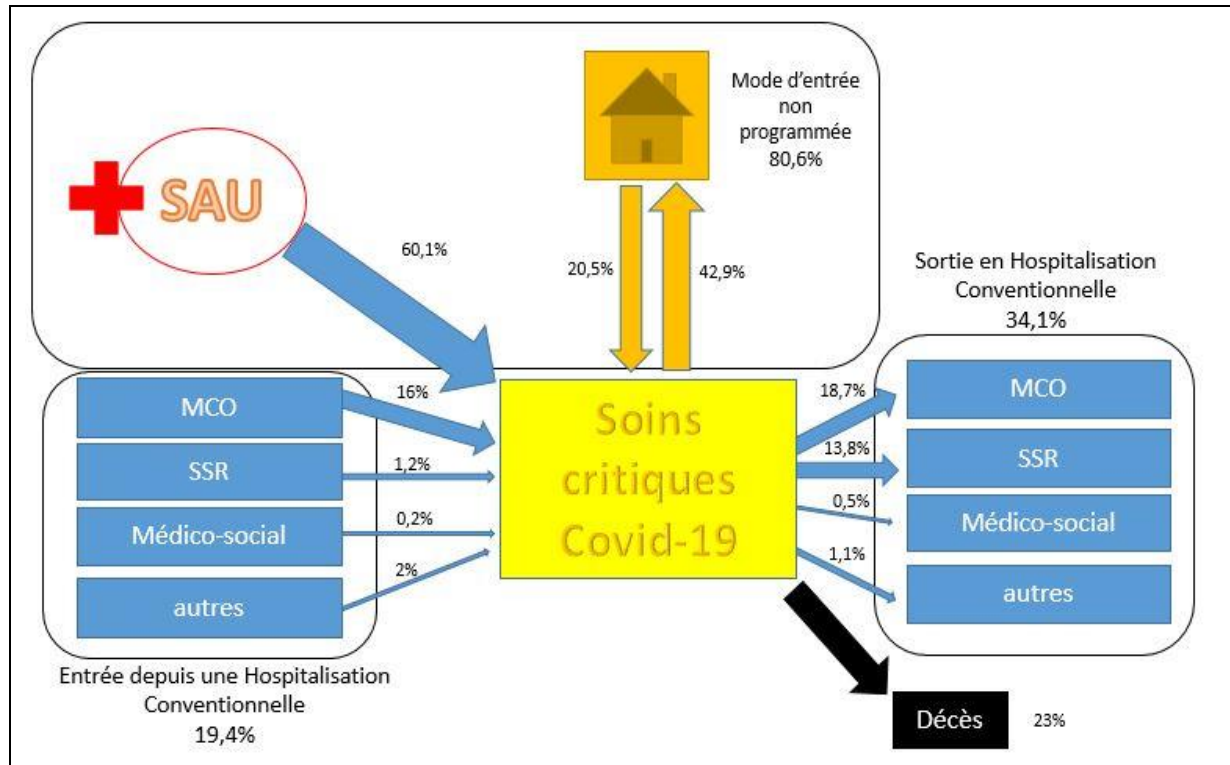 Mode d'entrée
non
programmée
80,6%
SAU
60,1%
20,5%
42,9%
Sortie en Hospitalisation
Conventionnelle
34,1%
MCO
16%
SSR
1,2%
Médico-social
0,2%
autres
2%
Entrée depuis une Hospitalisation
Conventionnelle
19,4%
Soins
critiques
Covid-19
18,7%
MCO
13,8%
SSR
0,5%
Médico-social
1,1%
autres
Décès
23%